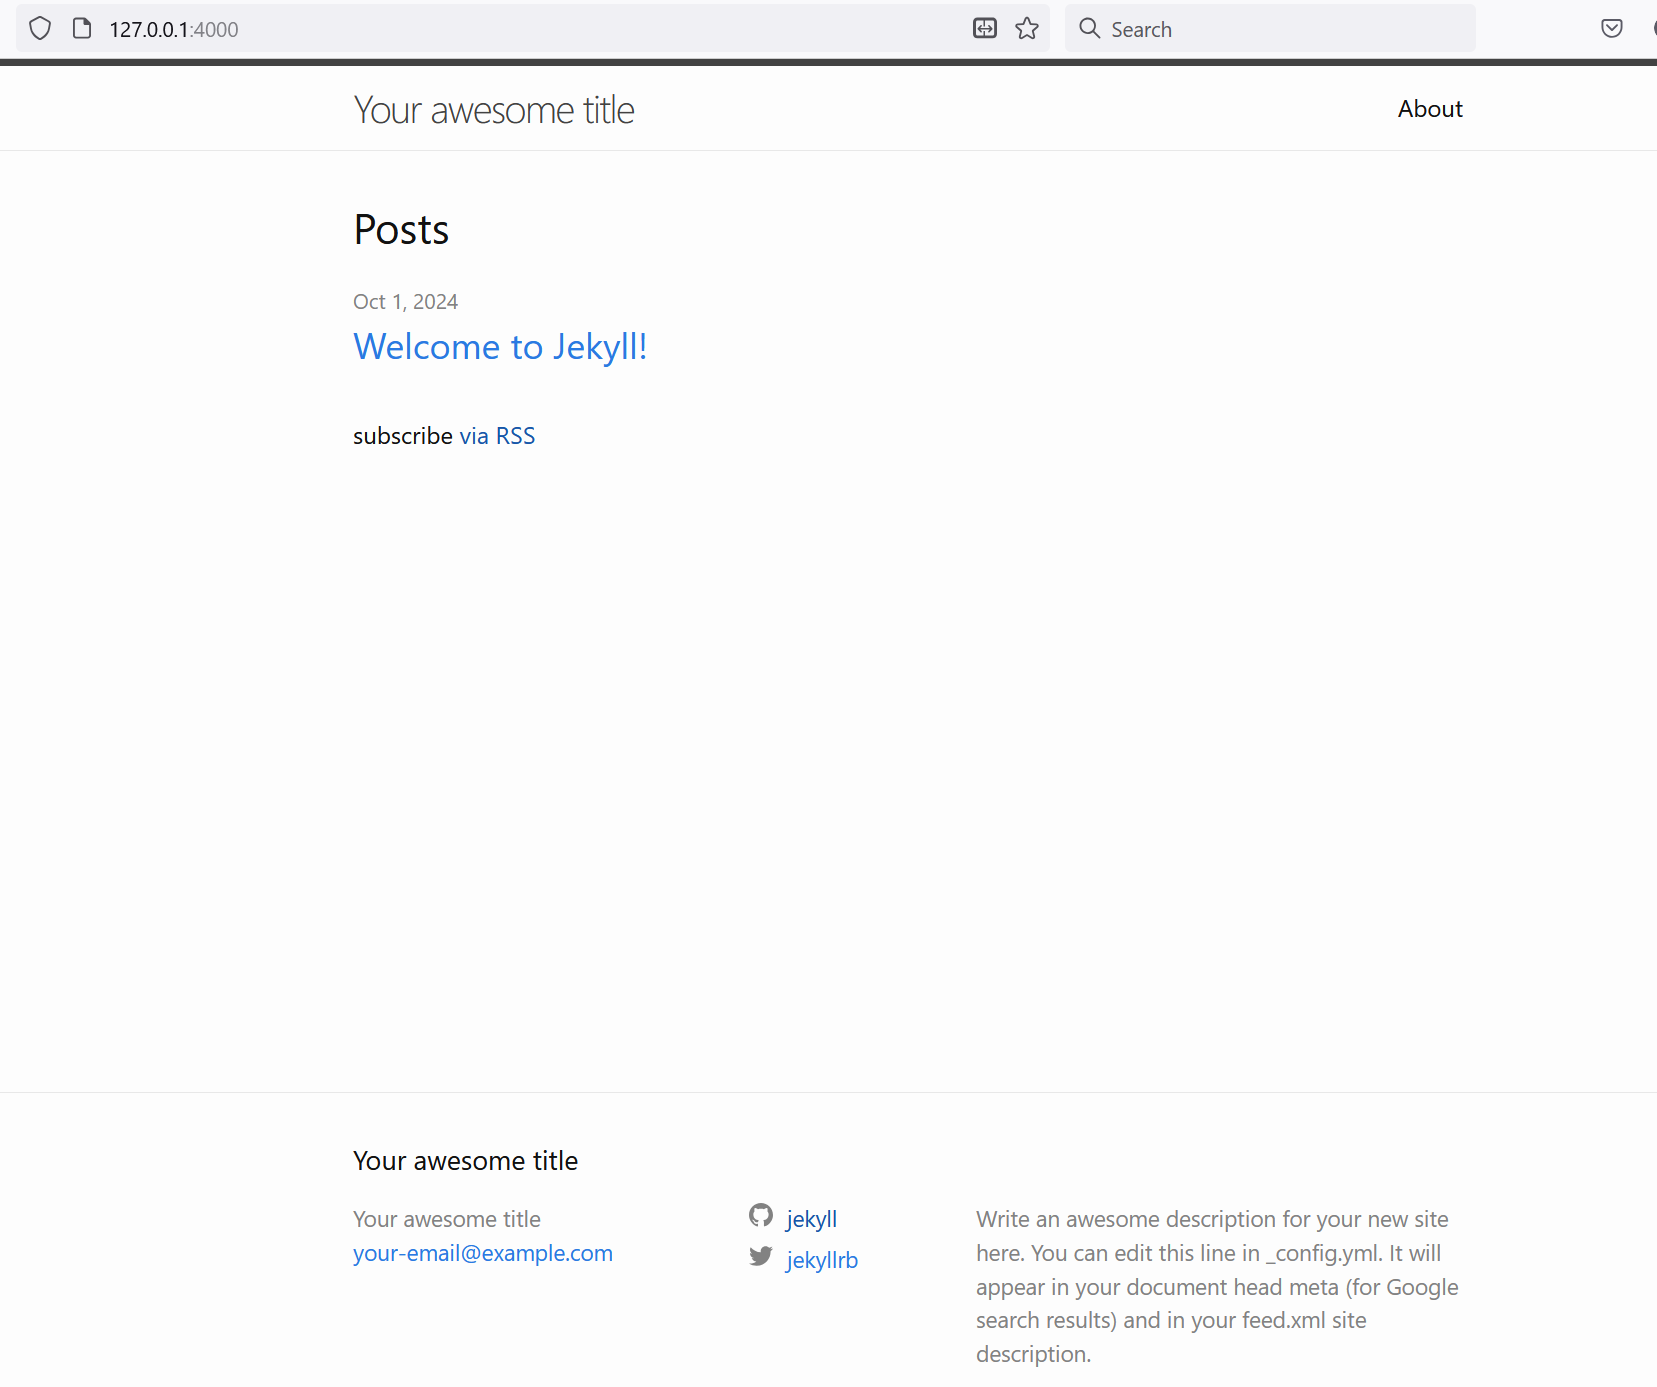 127.0.0.1:4000
Search
Your awesome title
About
Posts
Oct 1, 2024
Welcome to Jekyll!
subscribe via RSS
Your awesome title
Your awesome title
your-email@example.com
jekyll
jekyllrb
Write an awesome description for your new site
here. You can edit this line in _config.yml. It will
appear in your document head meta (for Google
search results) and in your feed.xml site
description.